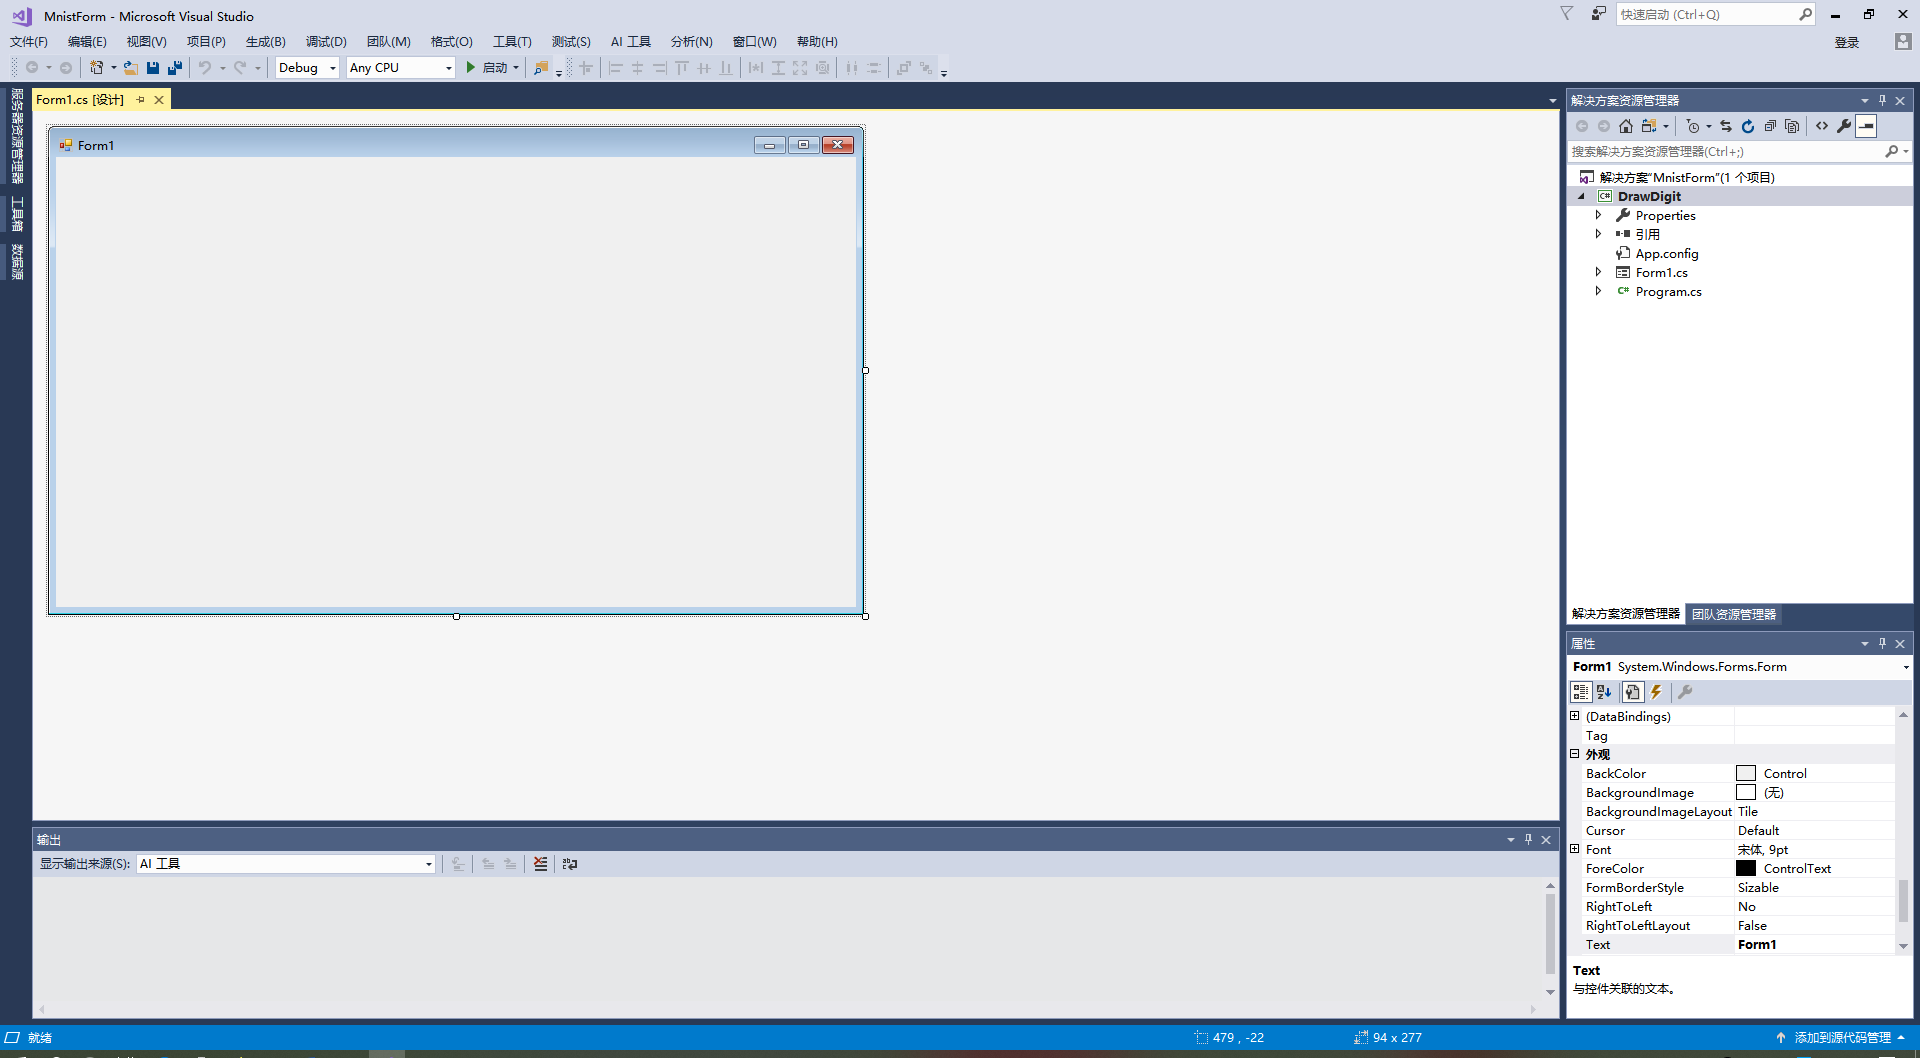 MnistForm - Microsoft Visual Studio
快速启动 (Ctrl+Q)
文件(F) 编辑(E) 视图(V) 项目(P) 生成(B) 调试(D) 团队(M) 格式(O) 工具(T) 测试(S) AI 工具 分析(N) 窗口(W) 帮助(H)
登录
Debug Any CPU 启动
服务器资源管理器
工具箱
数据源
Form1.cs [设计]
Form1
解决方案资源管理器
搜索解决方案资源管理器(Ctrl+;)
解决方案"MnistForm"(1 个项目)
C# DrawDigit
Properties
引用
App.config
Form1.cs
C# Program.cs
解决方案资源管理器 团队资源管理器
属性
Form1 System.Windows.Forms.Form
(DataBindings)
Tag
外观
BackColor Control
BackgroundImage (无)
BackgroundImageLayout Tile
Cursor Default
Font 宋体, 9pt
ForeColor ControlText
FormBorderStyle Sizable
RightToLeft No
RightToLeftLayout False
Text Form1
Text
与控件关联的文本。
输出
显示输出来源(S): AI 工具
就绪
479 , -22
94 x 277
添加到源代码管理